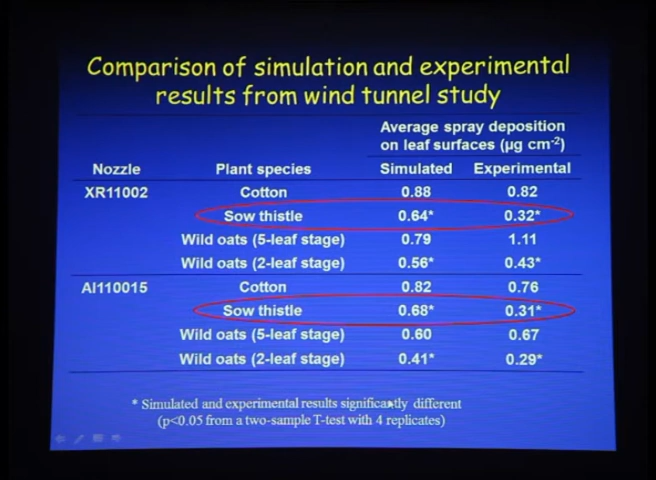 Comparison of simulation and experimental
results from wind tunnel study
Average spray deposition
on leaf surfaces (µg cm⁻²)
Nozzle Plant species Simulated Experimental
XR11002 Cotton 0.88 0.82
Sow thistle 0.64* 0.32*
Wild oats (5-leaf stage) 0.79 1.11
Wild oats (2-leaf stage) 0.56* 0.43*
AI110015 Cotton 0.82 0.76
Sow thistle 0.68* 0.31*
Wild oats (5-leaf stage) 0.60 0.67
Wild oats (2-leaf stage) 0.41* 0.29*
* Simulated and experimental results significantly different
(p<0.05 from a two-sample T-test with 4 replicates)